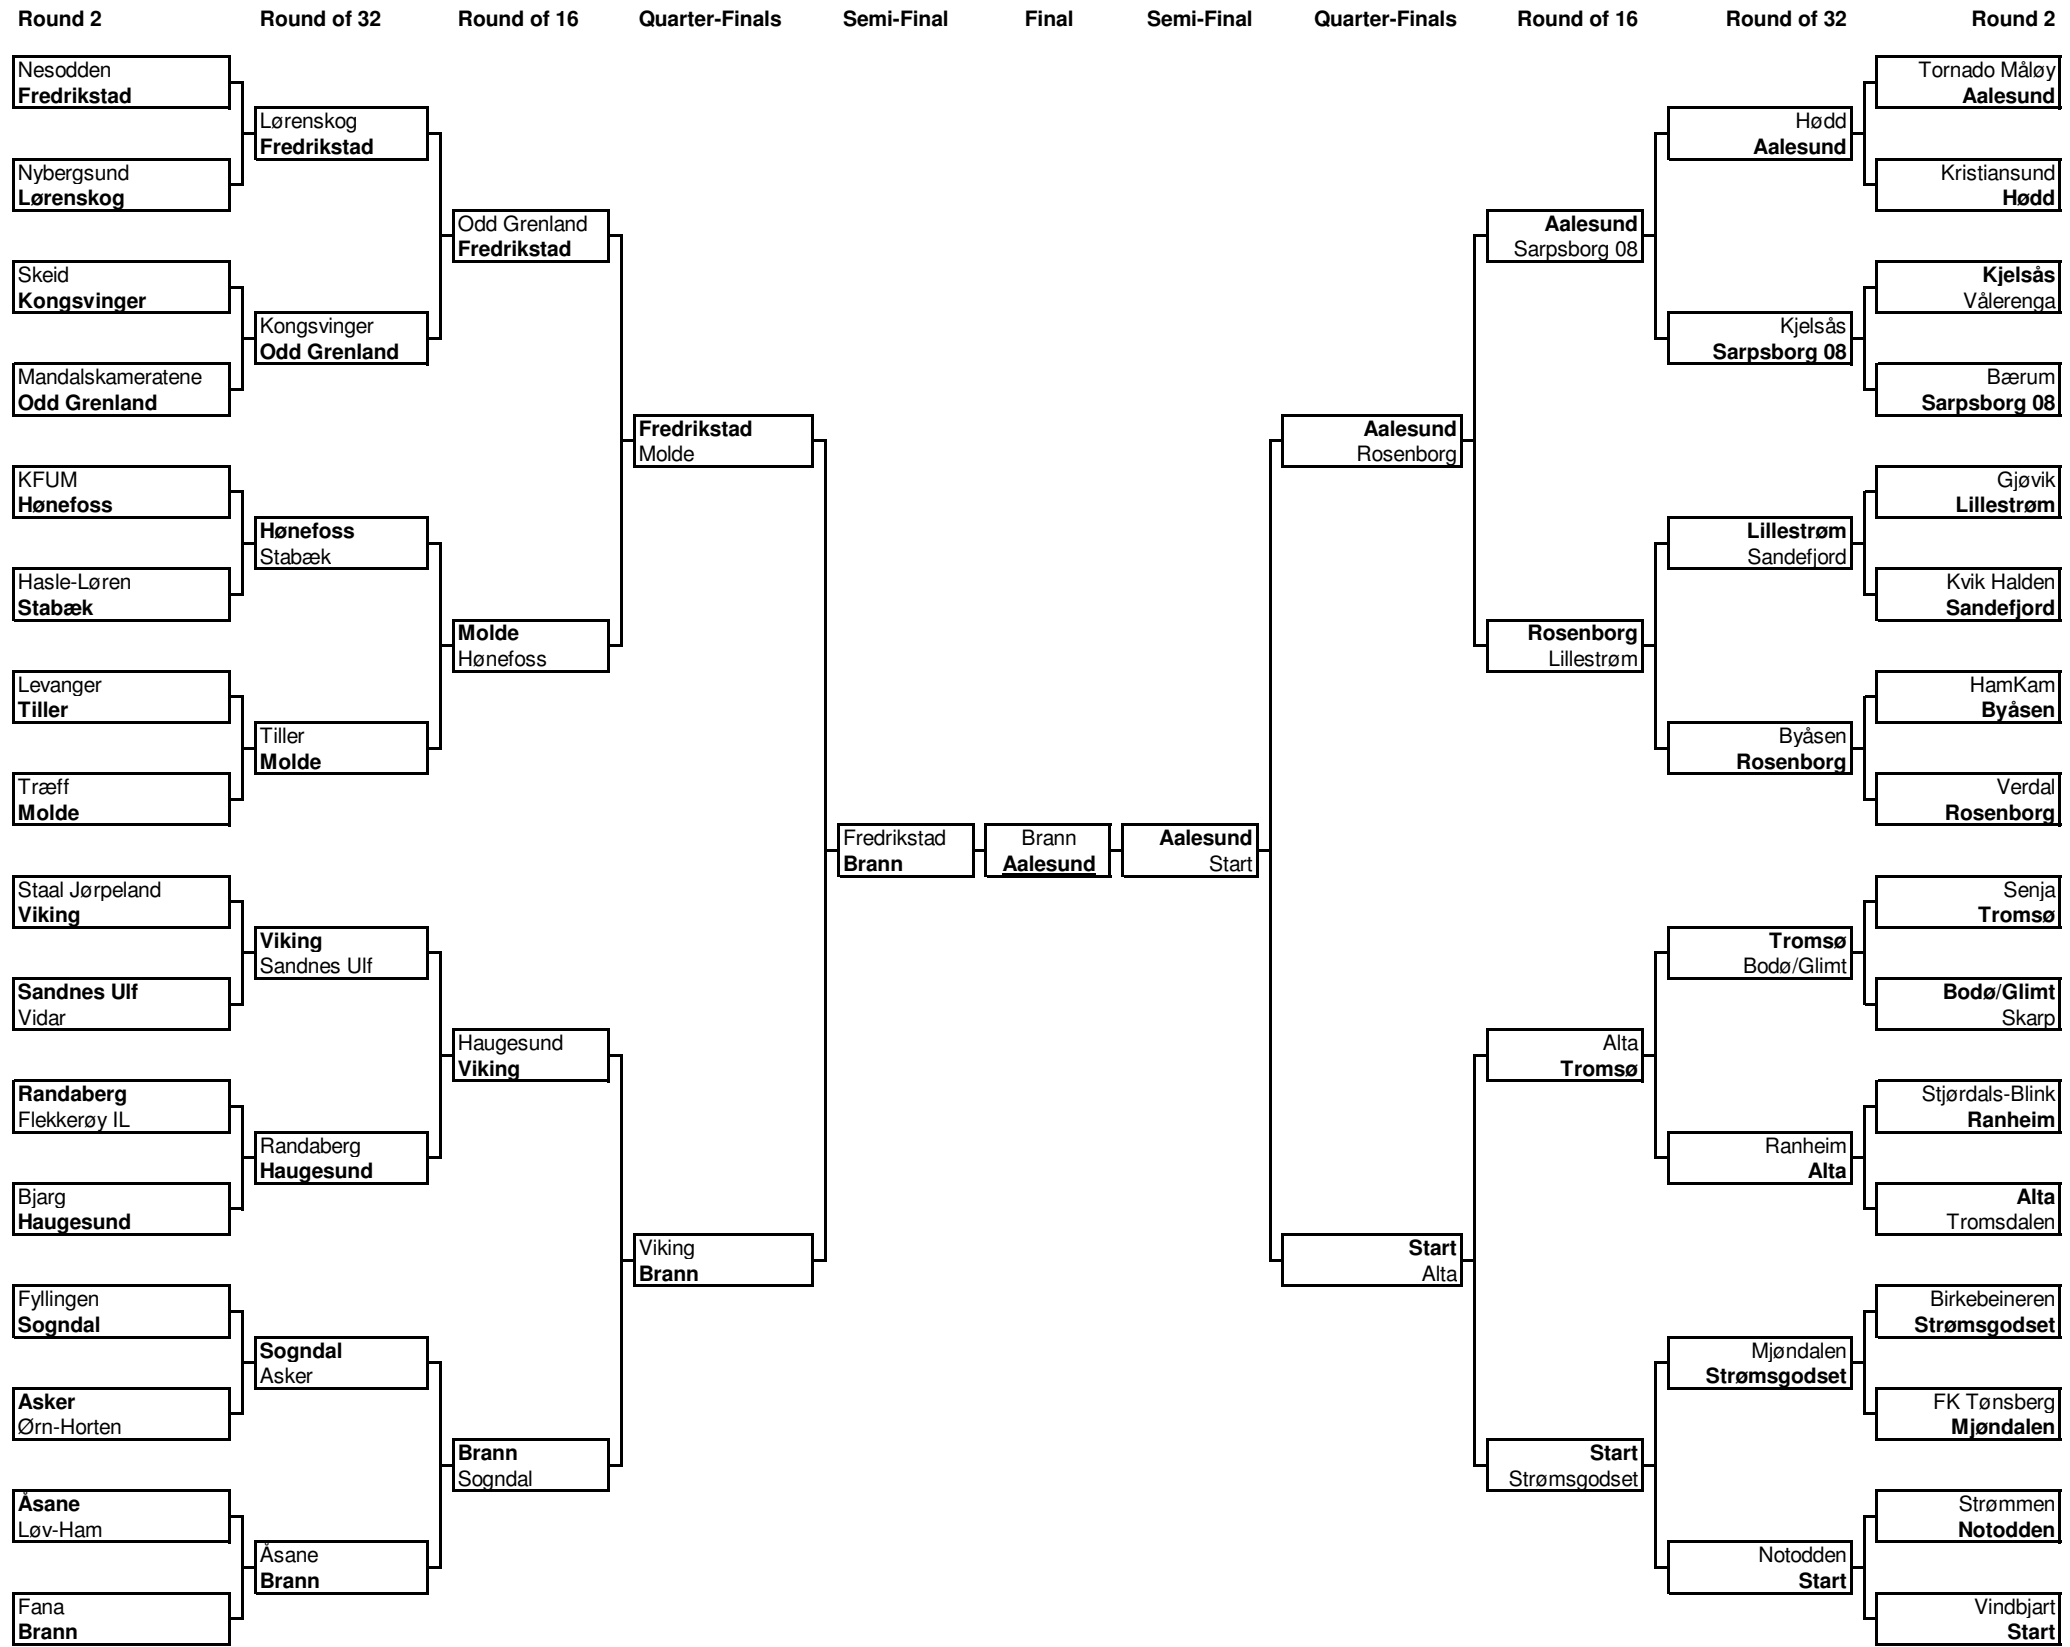 Round 2
Round of 32
Round of 16
Quarter-Finals
Semi-Final
Final
Semi-Final
Quarter-Finals
Round of 16
Round of 32
Round 2
Nesodden
Fredrikstad
Nybergsund
Lørenskog
Skeid
Kongsvinger
Mandalskameratene
Odd Grenland
KFUM
Hønefoss
Hasle-Løren
Stabæk
Levanger
Tiller
Træff
Molde
Staal Jørpeland
Viking
Sandnes Ulf
Vidar
Randaberg
Flekkerøy IL
Bjarg
Haugesund
Fyllingen
Sogndal
Asker
Ørn-Horten
Åsane
Løv-Ham
Fana
Brann
Lørenskog
Fredrikstad
Kongsvinger
Odd Grenland
Hønefoss
Stabæk
Tiller
Molde
Viking
Sandnes Ulf
Randaberg
Haugesund
Sogndal
Asker
Åsane
Brann
Odd Grenland
Fredrikstad
Molde
Hønefoss
Haugesund
Viking
Brann
Sogndal
Fredrikstad
Molde
Viking
Brann
Fredrikstad
Brann
Brann
Aalesund
Aalesund
Start
Aalesund
Rosenborg
Start
Alta
Aalesund
Sarpsborg 08
Rosenborg
Lillestrøm
Alta
Tromsø
Start
Strømsgodset
Hødd
Aalesund
Kjelsås
Sarpsborg 08
Lillestrøm
Sandefjord
Byåsen
Rosenborg
Tromsø
Bodø/Glimt
Ranheim
Alta
Mjøndalen
Strømsgodset
Notodden
Start
Tornado Måløy
Aalesund
Kristiansund
Hødd
Kjelsås
Vålerenga
Bærum
Sarpsborg 08
Gjøvik
Lillestrøm
Kvik Halden
Sandefjord
HamKam
Byåsen
Verdal
Rosenborg
Senja
Tromsø
Bodø/Glimt
Skarp
Stjørdals-Blink
Ranheim
Alta
Tromsdalen
Birkebeineren
Strømsgodset
FK Tønsberg
Mjøndalen
Strømmen
Notodden
Vindbjart
Start